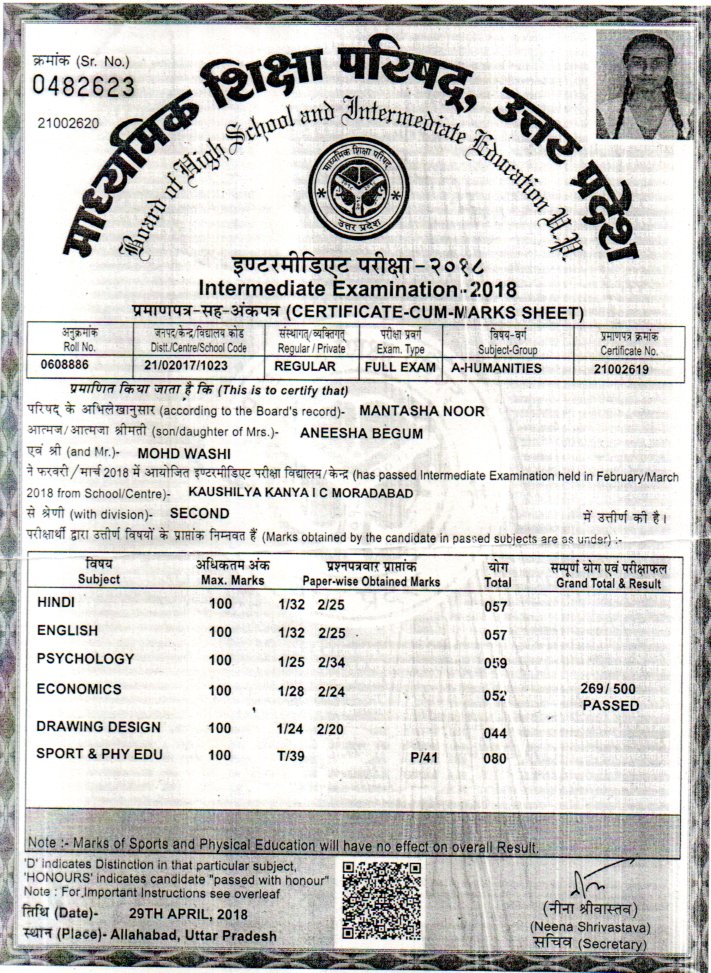 क्रमांक (Sr. No.)
0482623
21002620
माध्यमिक शिक्षा परिषद्, उत्तर प्रदेश
Board of High School and Intermediate Education U.P.
माध्यमिक शिक्षा परिषद
उत्तर प्रदेश
इण्टरमीडिएट परीक्षा-२०१८
Intermediate Examination-2018
प्रमाणपत्र-सह-अंकपत्र (CERTIFICATE-CUM-MARKS SHEET)
अनुक्रमांक जनपद/केन्द्र/विद्यालय कोड संस्थागत/व्यक्तिगत परीक्षा प्रवर्ग विषय-वर्ग प्रमाणपत्र क्रमांक
Roll No. Distt./Centre/School Code Regular / Private Exam. Type Subject-Group Certificate No.
0608886 21/02017/1023 REGULAR FULL EXAM A-HUMANITIES 21002619
प्रमाणित किया जाता है कि (This is to certify that)
परिषद् के अभिलेखानुसार (according to the Board's record)- MANTASHA NOOR
आत्मज/आत्मजा श्रीमती (son/daughter of Mrs.)- ANEESHA BEGUM
एवं श्री (and Mr.)- MOHD WASHI
ने फरवरी/मार्च 2018 में आयोजित इण्टरमीडिएट परीक्षा विद्यालय/केन्द्र (has passed Intermediate Examination held in February/March
2018 from School/Centre)- KAUSHILYA KANYA I C MORADABAD
से श्रेणी (with division)- SECOND में उत्तीर्ण की है।
परीक्षार्थी द्वारा उत्तीर्ण विषयों के प्राप्तांक निम्नवत हैं (Marks obtained by the candidate in passed subjects are as under) :-
विषय अधिकतम अंक प्रश्नपत्रवार प्राप्तांक योग सम्पूर्ण योग एवं परीक्षाफल
Subject Max. Marks Paper-wise Obtained Marks Total Grand Total & Result
HINDI 100 1/32 2/25 057
ENGLISH 100 1/32 2/25 057
PSYCHOLOGY 100 1/25 2/34 059
ECONOMICS 100 1/28 2/24 052 269/500
PASSED
DRAWING DESIGN 100 1/24 2/20 044
SPORT & PHY EDU 100 T/39 P/41 080
Note :- Marks of Sports and Physical Education will have no effect on overall Result.
'D' indicates Distinction in that particular subject,
'HONOURS' indicates candidate "passed with honour"
Note : For Important Instructions see overleaf
तिथि (Date)- 29TH APRIL, 2018
स्थान (Place)- Allahabad, Uttar Pradesh
(नीना श्रीवास्तव)
(Neena Shrivastava)
सचिव (Secretary)